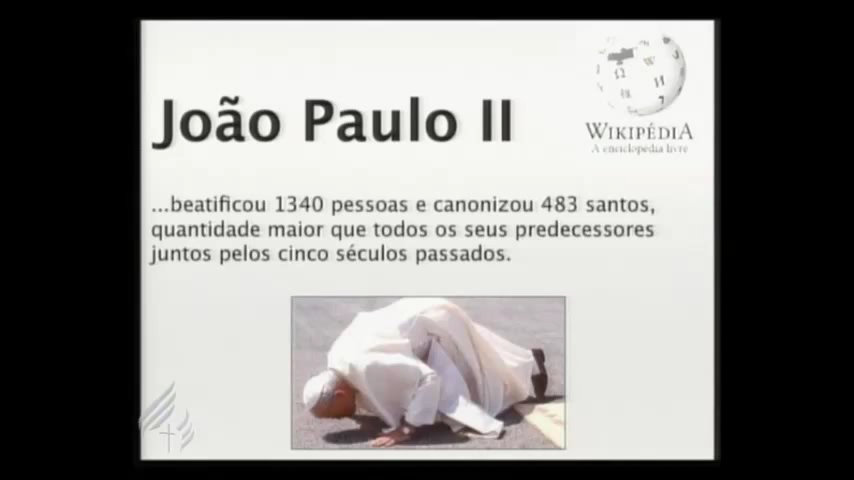 João Paulo II
WIKIPÉDIA
A enciclopédia livre
...beatificou 1340 pessoas e canonizou 483 santos,
quantidade maior que todos os seus predecessores
juntos pelos cinco séculos passados.